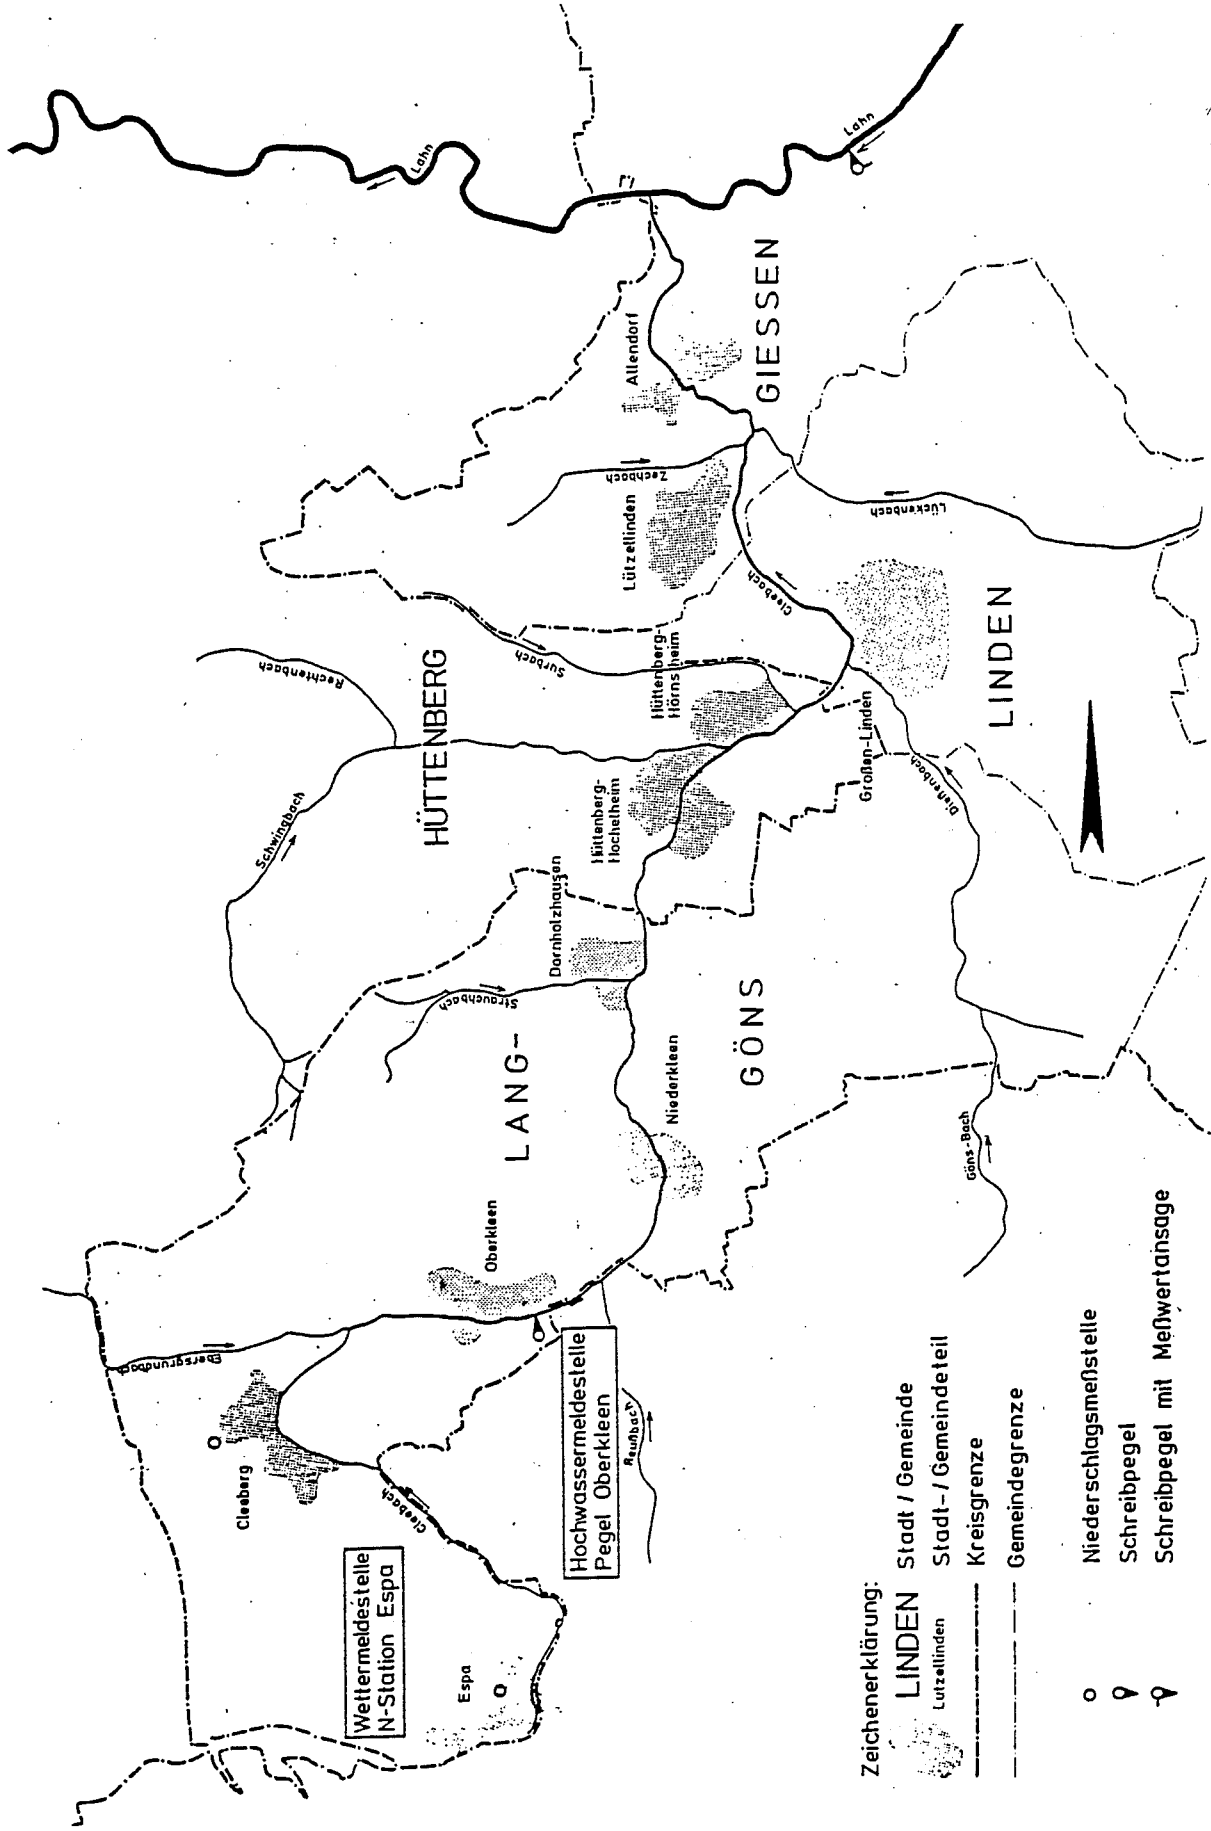 Lahn
Lahn
GIESSEN
Allendorf
Zechbach
Lützellinden
Lückenbach
Cleebach
LINDEN
Großen-Linden
Surbach
Hüttenberg-
Hörnsheim
Rechtenbach
HÜTTENBERG
Schwingbach
Hüttenberg-
Hochelheim
Dießenbach
Dornholzhausen
Strauchbach
LANG-
GÖNS
Niederkleen
Göns-Bach
Oberkleen
Ebersgrundbach
Cleeberg
Cleebach
Hochwassermeldestelle
Pegel Oberkleen
Reußbach
Wettermeldestelle
N-Station Espa
Espa
Zeichenerklärung:
LINDEN Stadt / Gemeinde
Lutzellinden Stadt-/Gemeindeteil
Kreisgrenze
Gemeindegrenze
Niederschlagsmeßstelle
Schreibpegel
Schreibpegel mit Meßwertansage